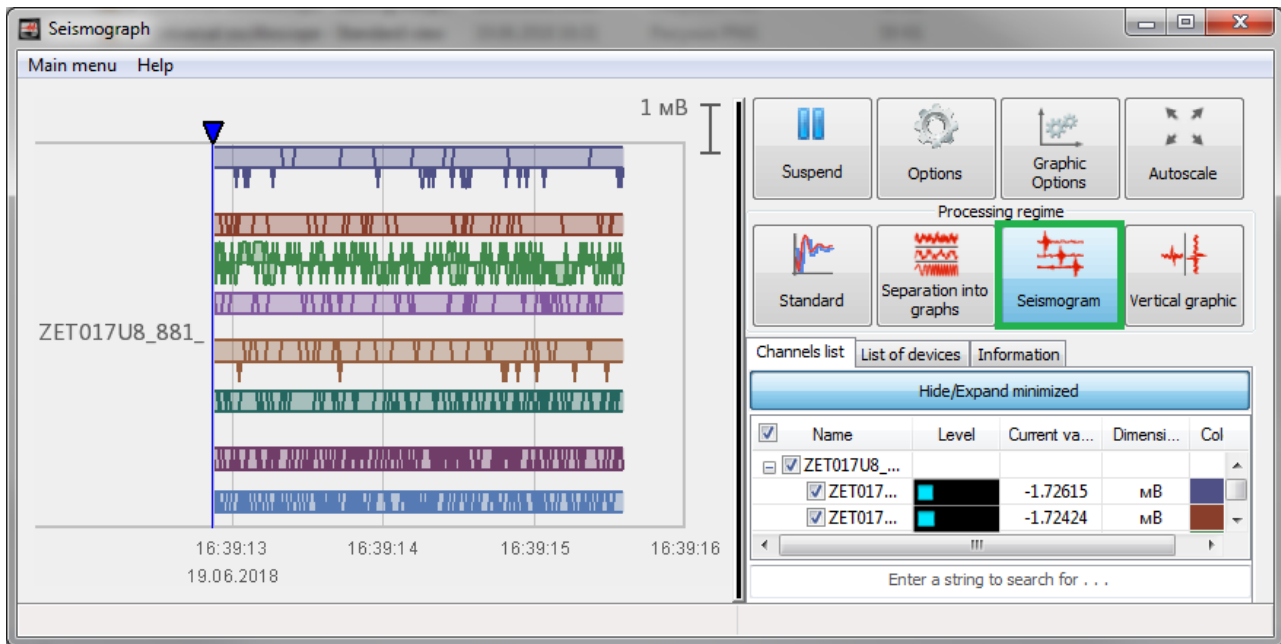 Seismograph
Main menu Help
1 мВ
ZET017U8_881_
16:39:13 16:39:14 16:39:15 16:39:16
19.06.2018
Suspend
Options
Graphic
Options
Autoscale
Processing regime
Standard
Separation into
graphs
Seismogram
Vertical graphic
Channels list List of devices Information
Hide/Expand minimized
Name Level Current va... Dimensi... Col
ZET017U8_...
ZET017... -1.72615 мВ
ZET017... -1.72424 мВ
Enter a string to search for . . .